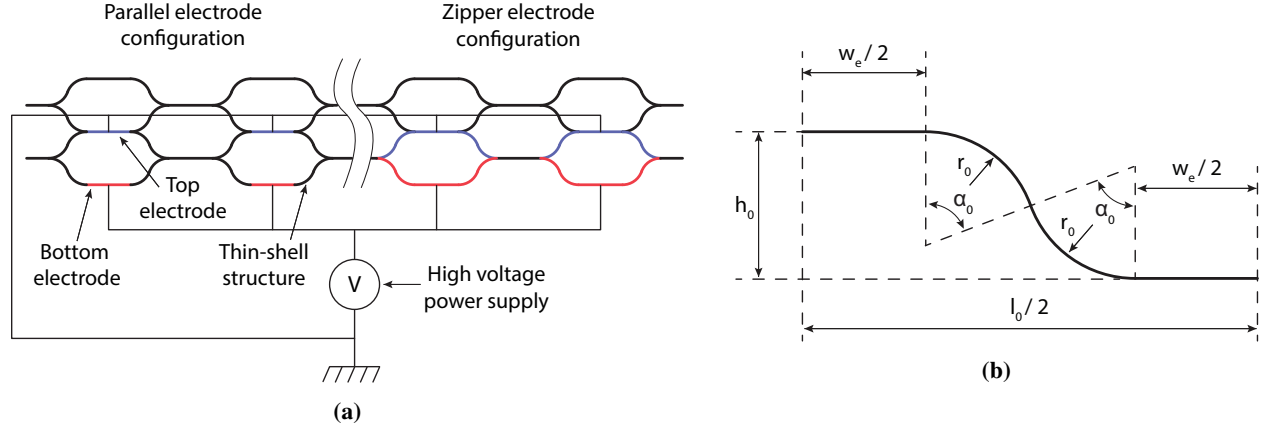 Parallel electrode
configuration
Zipper electrode
configuration
Top
electrode
Bottom
electrode
Thin-shell
structure
V
High voltage
power supply
(a)
w_e / 2
r_0
α_0
h_0
w_e / 2
r_0
α_0
l_0 / 2
(b)